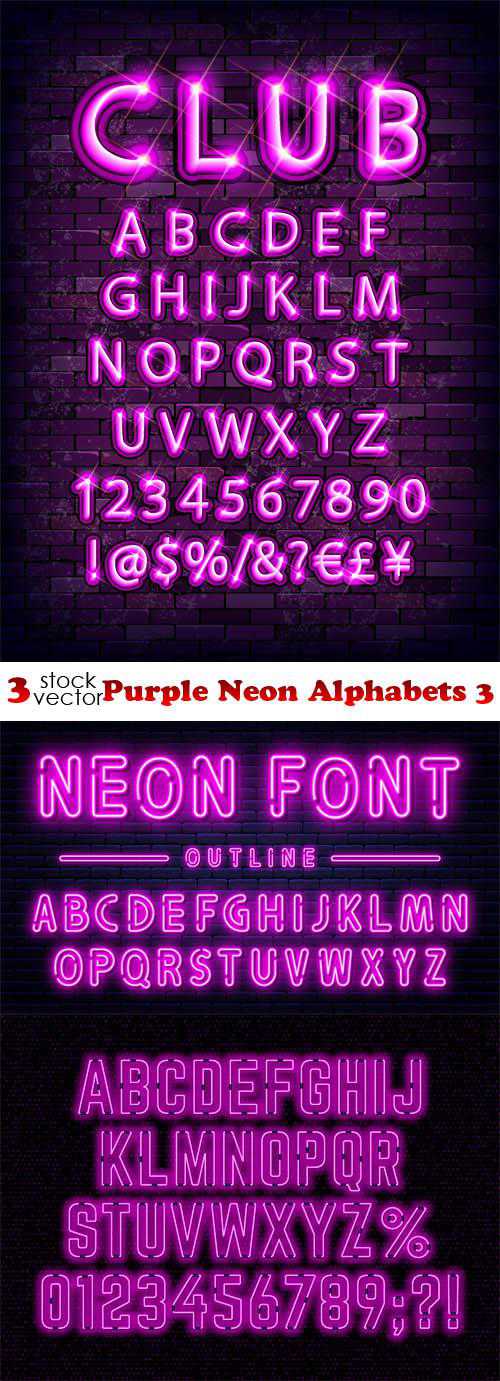 CLUB
ABCDEF
GHIJKLM
NOPQRST
UVWXYZ
1234567890
!@$%/&?€£¥
3 stock vector Purple Neon Alphabets 3
NEON FONT
OUTLINE
ABCDEFGHIJKLMN
OPQRSTUVWXYZ
ABCDEFGHIJ
KLMNOPQR
STUVWXYZ%
0123456789;?!